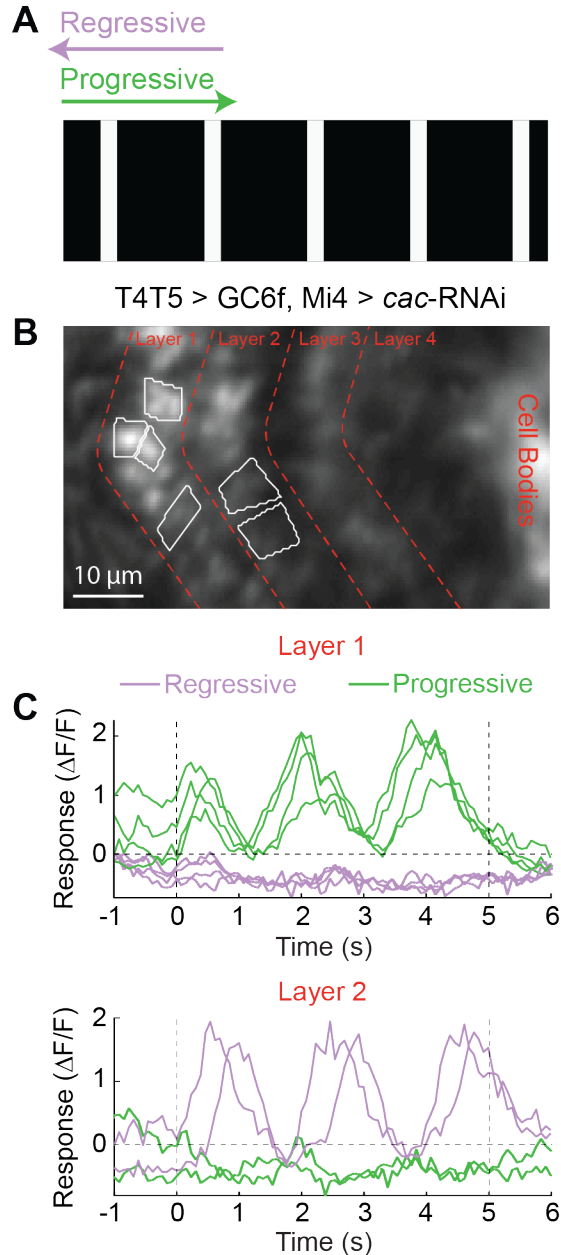 A
Regressive
Progressive
T4T5 > GC6f, Mi4 > cac-RNAi
B
Layer 1 Layer 2 Layer 3 Layer 4
Cell Bodies
10 µm
Layer 1
Regressive Progressive
C
Response (ΔF/F)
2
1
0
-1 0 1 2 3 4 5 6
Time (s)
Layer 2
Response (ΔF/F)
2
1
0
-1 0 1 2 3 4 5 6
Time (s)